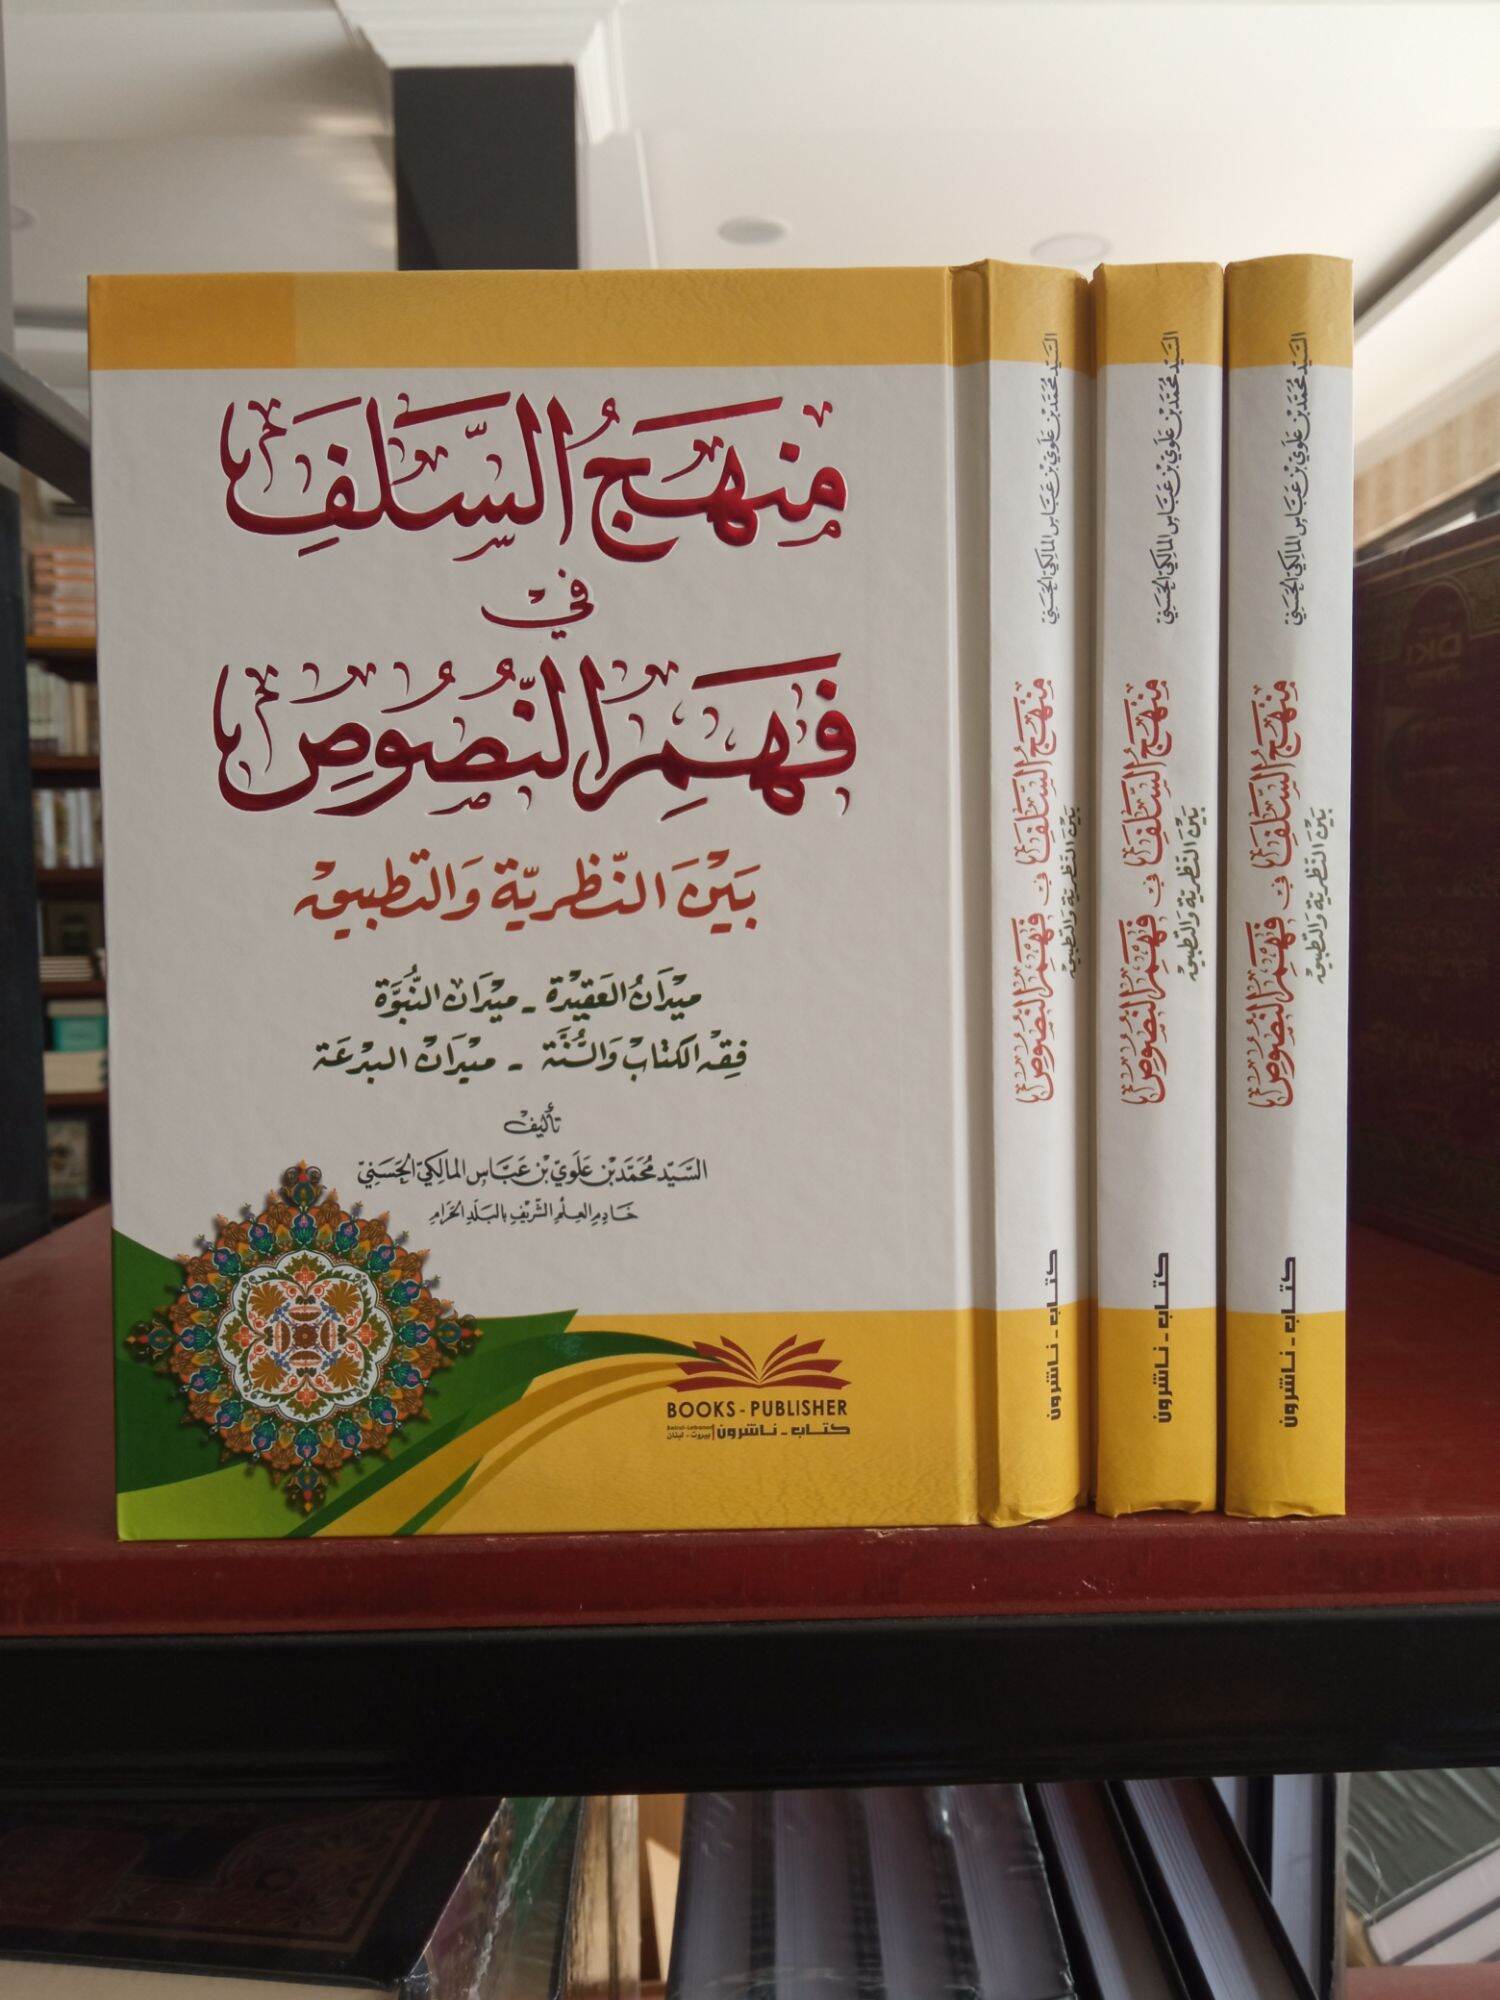 منهج السلف
في
فهم النصوص
بين النظرية والتطبيق
ميدان العقيدة - ميدان النبوة
فقه الكتاب والسنة - ميدان البدعة
تأليف
السيد محمد بن علوي بن عباس المالكي الحسني
خادم العلم الشريف بالبلد الحرام
BOOKS - PUBLISHER
كتاب - ناشرون
Beirut-Lebanon
بيروت - لبنان
السيد محمد بن علوي بن عباس المالكي الحسني
منهج السلف في فهم النصوص
بين النظرية والتطبيق
كتاب - ناشرون
السيد محمد بن علوي بن عباس المالكي الحسني
منهج السلف في فهم النصوص
بين النظرية والتطبيق
كتاب - ناشرون
السيد محمد بن علوي بن عباس المالكي الحسني
منهج السلف في فهم النصوص
بين النظرية والتطبيق
كتاب - ناشرون